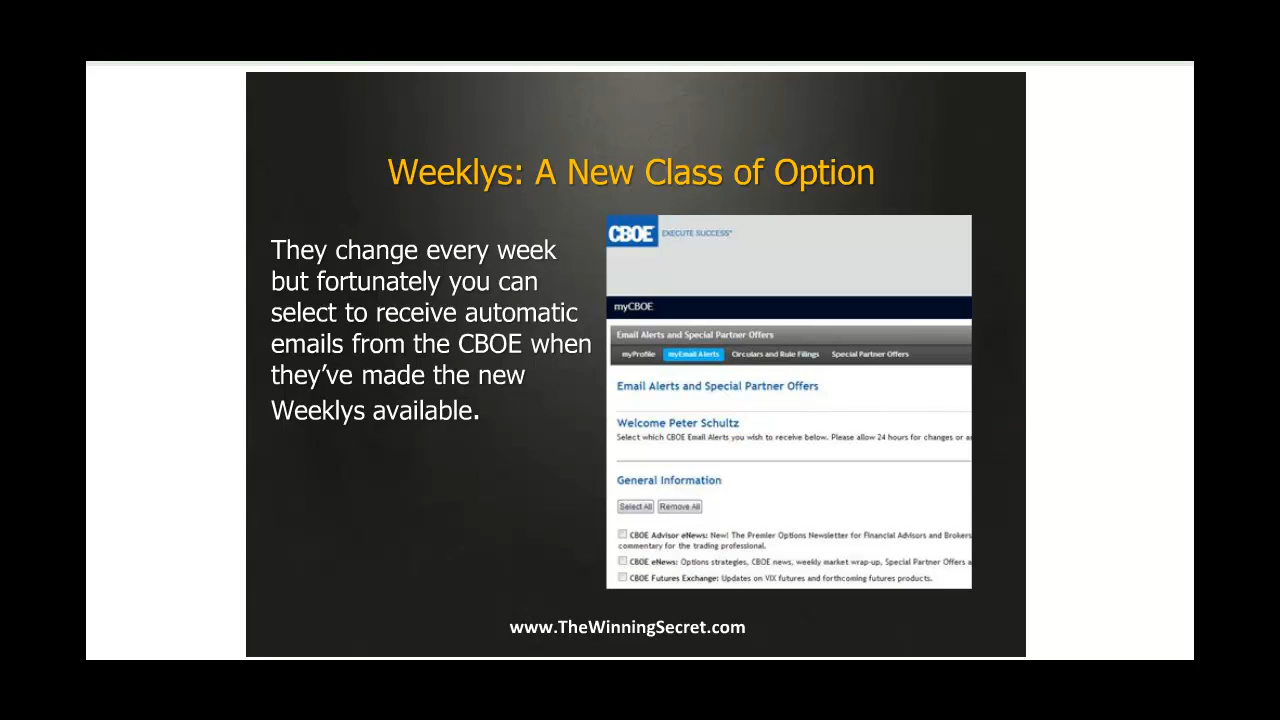 Weeklys: A New Class of Option
They change every week
but fortunately you can
select to receive automatic
emails from the CBOE when
they've made the new
Weeklys available.
CBOE EXECUTE SUCCESS™
myCBOE
Email Alerts and Special Partner Offers
myProfile myEmail Alerts Circulars and Rule Filings Special Partner Offers
Email Alerts and Special Partner Offers
Welcome Peter Schultz
Select which CBOE Email Alerts you wish to receive below. Please allow 24 hours for changes or a
General Information
Select All Remove All
CBOE Advisor eNews: New! The Premier Options Newsletter for Financial Advisors and Brokers
commentary for the trading professional.
CBOE eNews: Options strategies, CBOE news, weekly market wrap-up, Special Partner Offers a
CBOE Futures Exchange: Updates on VIX futures and forthcoming futures products.
www.TheWinningSecret.com